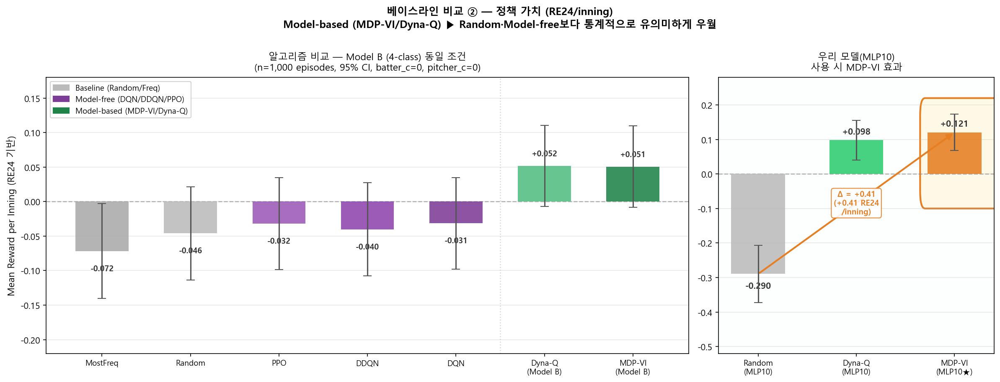 베이스라인 비교 ② — 정책 가치 (RE24/inning)
Model-based (MDP-VI/Dyna-Q) ▶ Random·Model-free보다 통계적으로 유의미하게 우월
알고리즘 비교 — Model B (4-class) 동일 조건
(n=1,000 episodes, 95% CI, batter_c=0, pitcher_c=0)
Baseline (Random/Freq)
Model-free (DQN/DDQN/PPO)
Model-based (MDP-VI/Dyna-Q)
Mean Reward per Inning (RE24 기반)
0.15
0.10
0.05
0.00
-0.05
-0.10
-0.15
-0.20
-0.072
-0.046
-0.032
-0.040
-0.031
+0.052
+0.051
MostFreq
Random
PPO
DDQN
DQN
Dyna-Q
(Model B)
MDP-VI
(Model B)
우리 모델(MLP10)
사용 시 MDP-VI 효과
0.2
0.1
0.0
-0.1
-0.2
-0.3
-0.4
-0.5
-0.290
+0.098
+0.121
Δ = +0.41
(+0.41 RE24
/inning)
Random
(MLP10)
Dyna-Q
(MLP10)
MDP-VI
(MLP10★)